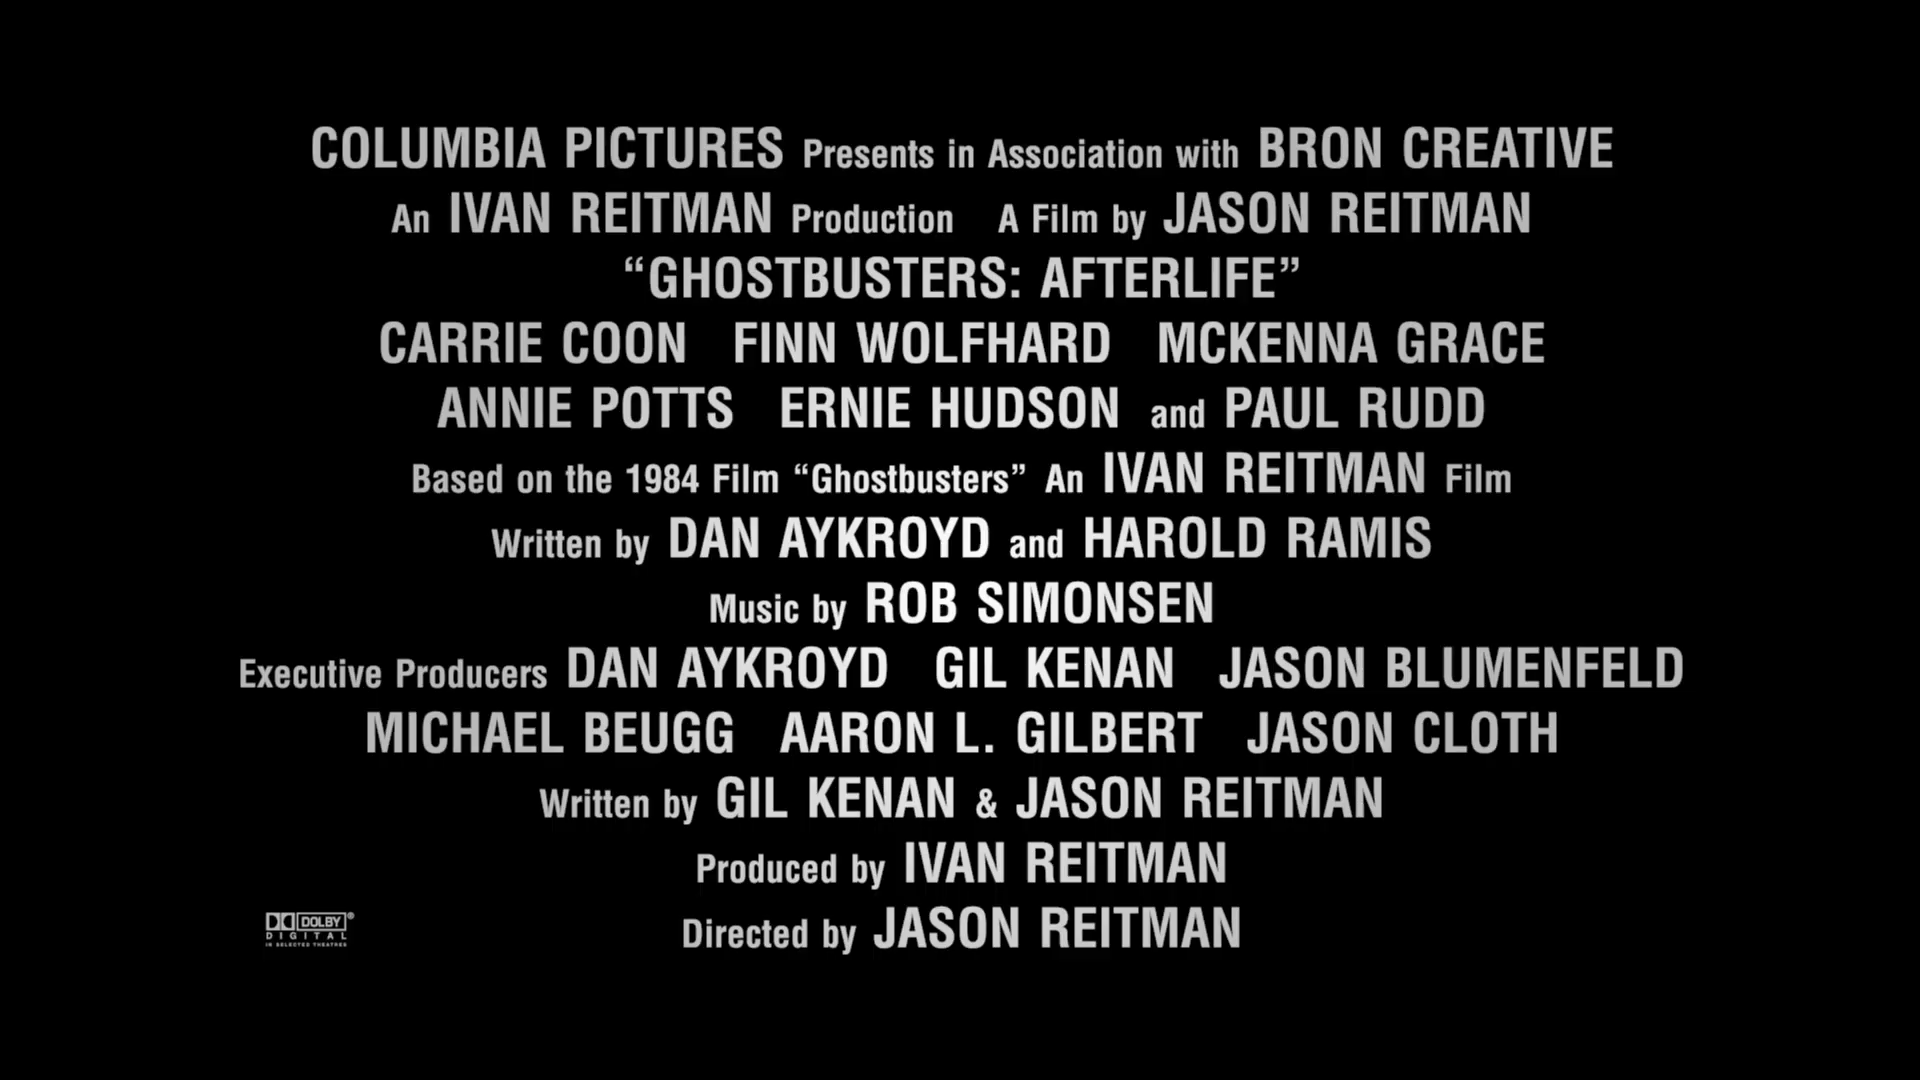 COLUMBIA PICTURES Presents in Association with BRON CREATIVE
An IVAN REITMAN Production A Film by JASON REITMAN
“GHOSTBUSTERS: AFTERLIFE”
CARRIE COON FINN WOLFHARD MCKENNA GRACE
ANNIE POTTS ERNIE HUDSON and PAUL RUDD
Based on the 1984 Film “Ghostbusters” An IVAN REITMAN Film
Written by DAN AYKROYD and HAROLD RAMIS
Music by ROB SIMONSEN
Executive Producers DAN AYKROYD GIL KENAN JASON BLUMENFELD
MICHAEL BEUGG AARON L. GILBERT JASON CLOTH
Written by GIL KENAN & JASON REITMAN
Produced by IVAN REITMAN
Directed by JASON REITMAN
DOLBY®
DIGITAL
IN SELECTED THEATRES